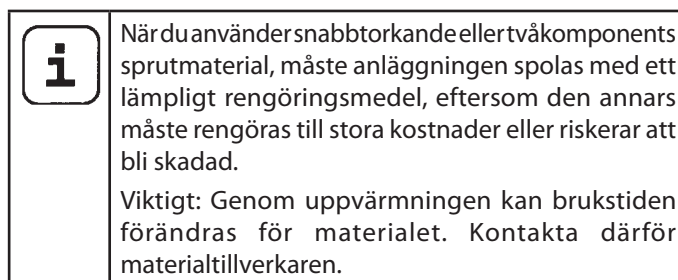 i
När du använder snabbtorkande eller tvåkomponents
sprutmaterial, måste anläggningen spolas med ett
lämpligt rengöringsmedel, eftersom den annars
måste rengöras till stora kostnader eller riskerar att
bli skadad.
Viktigt: Genom uppvärmningen kan brukstiden
förändras för materialet. Kontakta därför
materialtillverkaren.